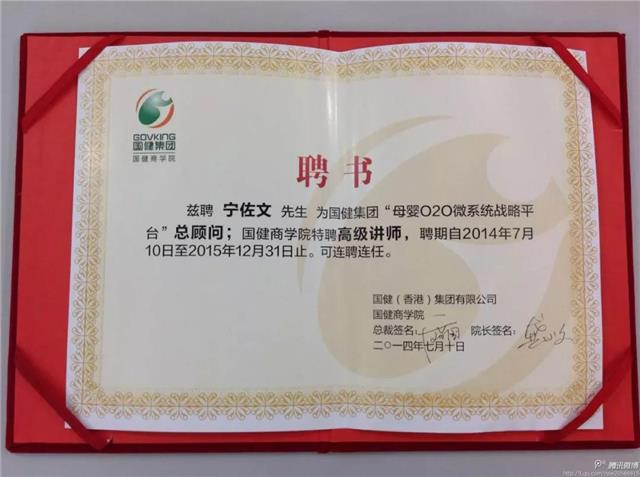 GOVKING
国健集团
国健商学院
聘书
兹聘 宁佐文 先生 为国健集团“母婴O2O微系统战略平
台”总顾问；国健商学院特聘高级讲师，聘期自2014年7月
10日至2015年12月31日止。可连聘连任。
国健（香港）集团有限公司
国健商学院
总裁签名： 院长签名：
二〇一四年七月十日
腾讯微博